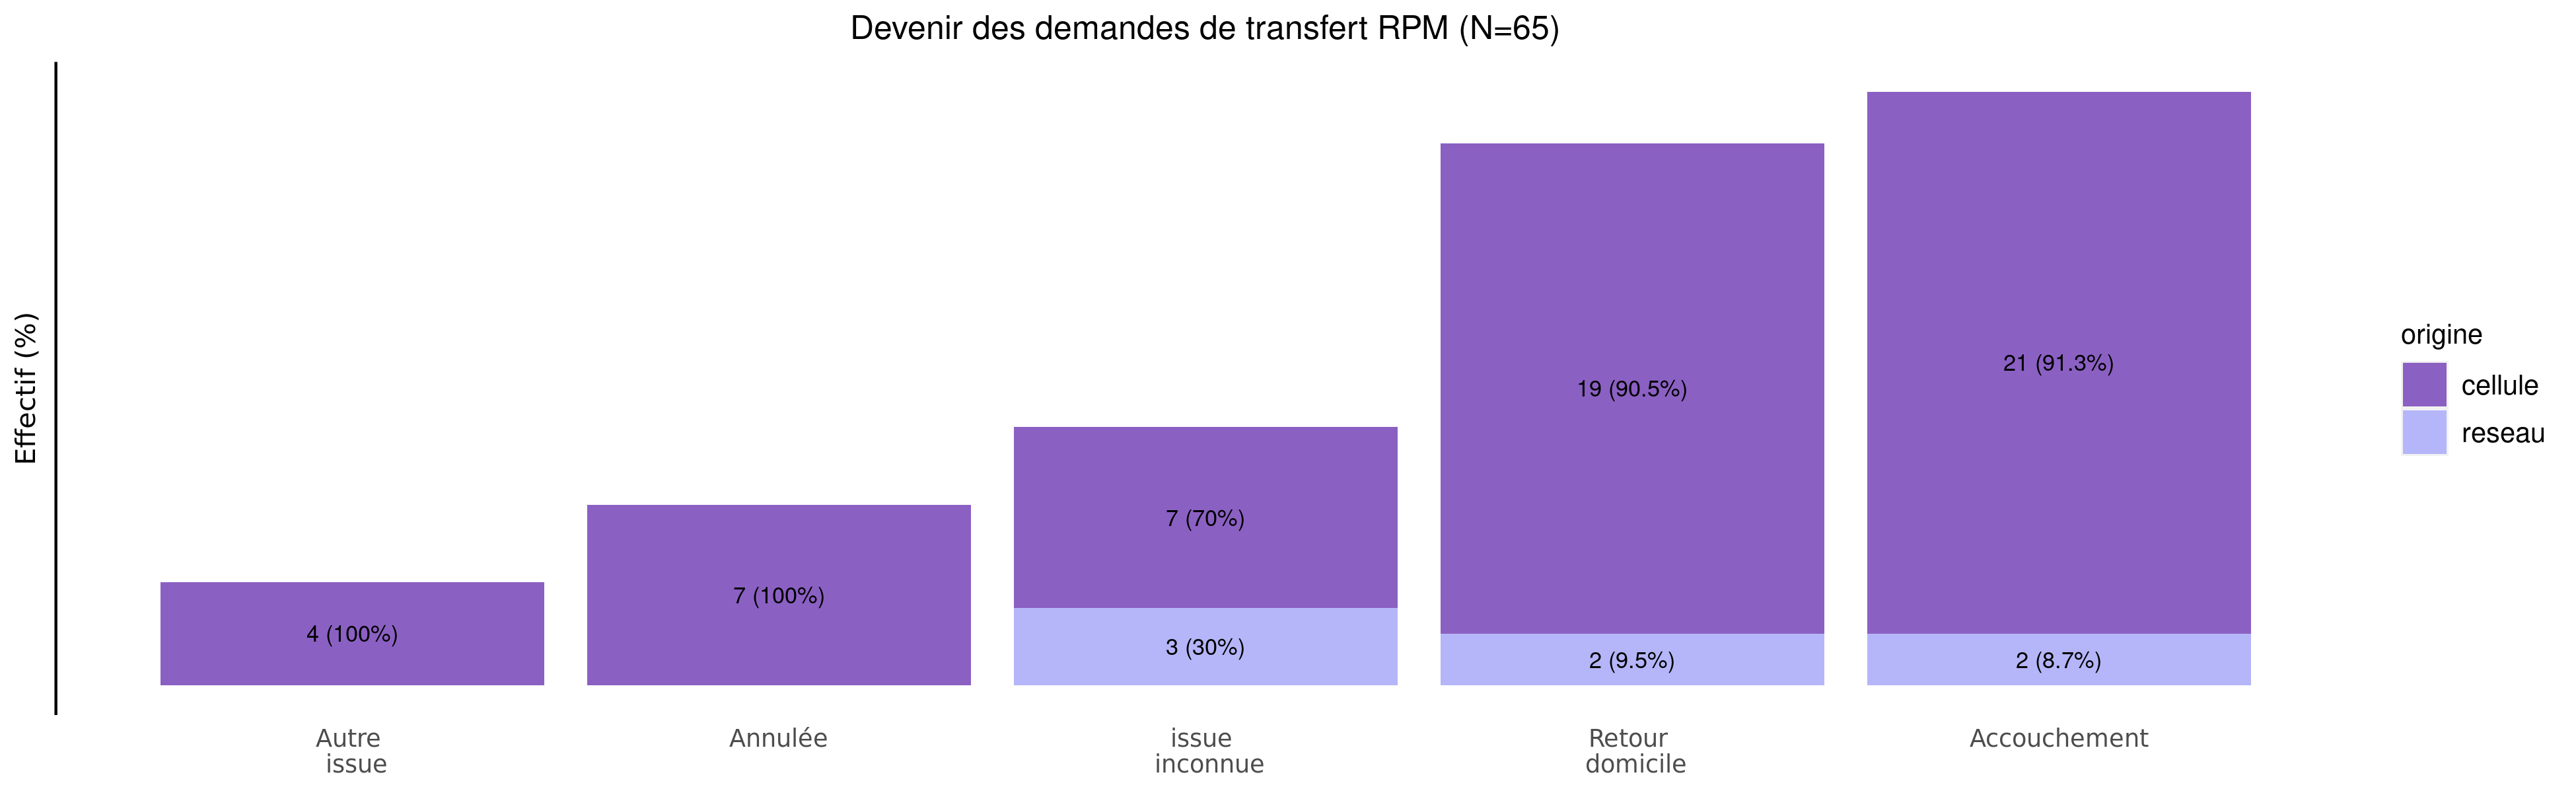 Devenir des demandes de transfert RPM (N=65)
Effectif (%)
4 (100%)
7 (100%)
7 (70%)
3 (30%)
19 (90.5%)
2 (9.5%)
21 (91.3%)
2 (8.7%)
Autre
issue
Annulée
issue
inconnue
Retour
domicile
Accouchement
origine
cellule
reseau